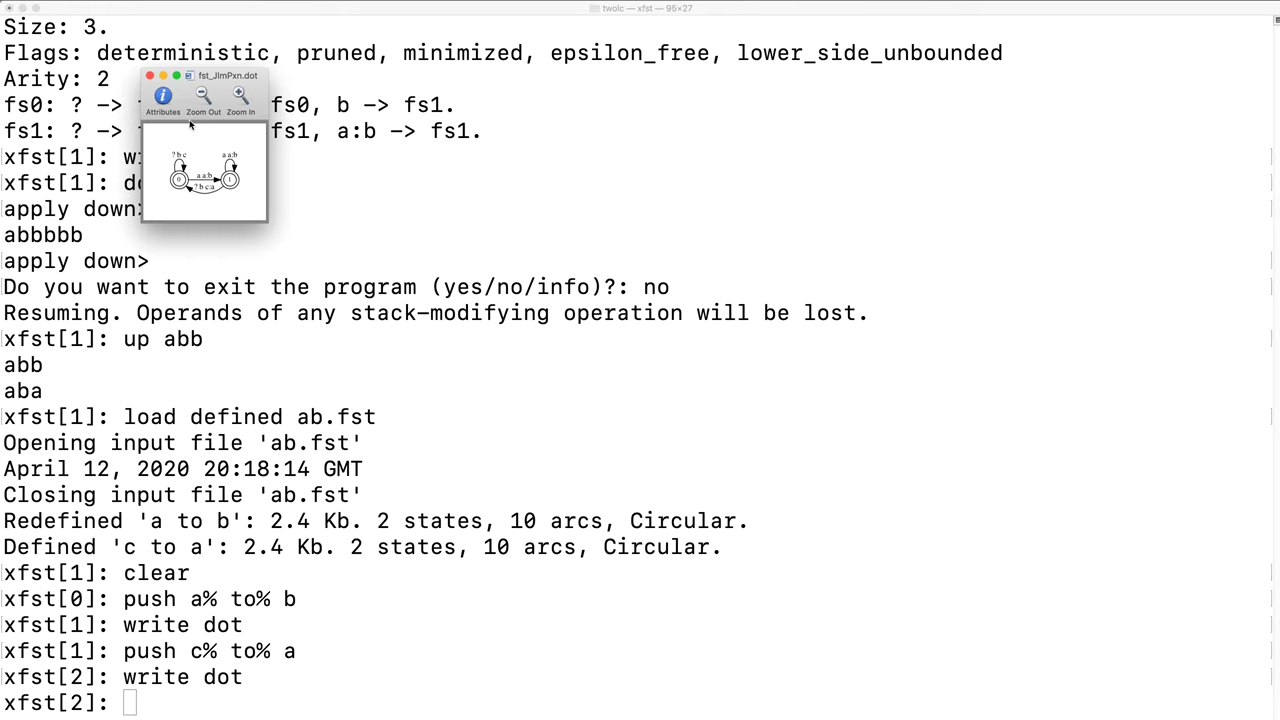 twolc — xfst — 95×27
Size: 3.
Flags: deterministic, pruned, minimized, epsilon_free, lower_side_unbounded
Arity: 2
fs0: ? -> fs0, b -> fs1.
fs1: ? -> fs1, a:b -> fs1.
xfst[1]:
xfst[1]:
apply down>
abbbbb
apply down>
Do you want to exit the program (yes/no/info)?: no
Resuming. Operands of any stack-modifying operation will be lost.
xfst[1]: up abb
abb
aba
xfst[1]: load defined ab.fst
Opening input file 'ab.fst'
April 12, 2020 20:18:14 GMT
Closing input file 'ab.fst'
Redefined 'a to b': 2.4 Kb. 2 states, 10 arcs, Circular.
Defined 'c to a': 2.4 Kb. 2 states, 10 arcs, Circular.
xfst[1]: clear
xfst[0]: push a% to% b
xfst[1]: write dot
xfst[1]: push c% to% a
xfst[2]: write dot
xfst[2]:
fst_JlmPxn.dot
Attributes Zoom Out Zoom In
? b c
a a:b
a a:b
? b c:a
0
1